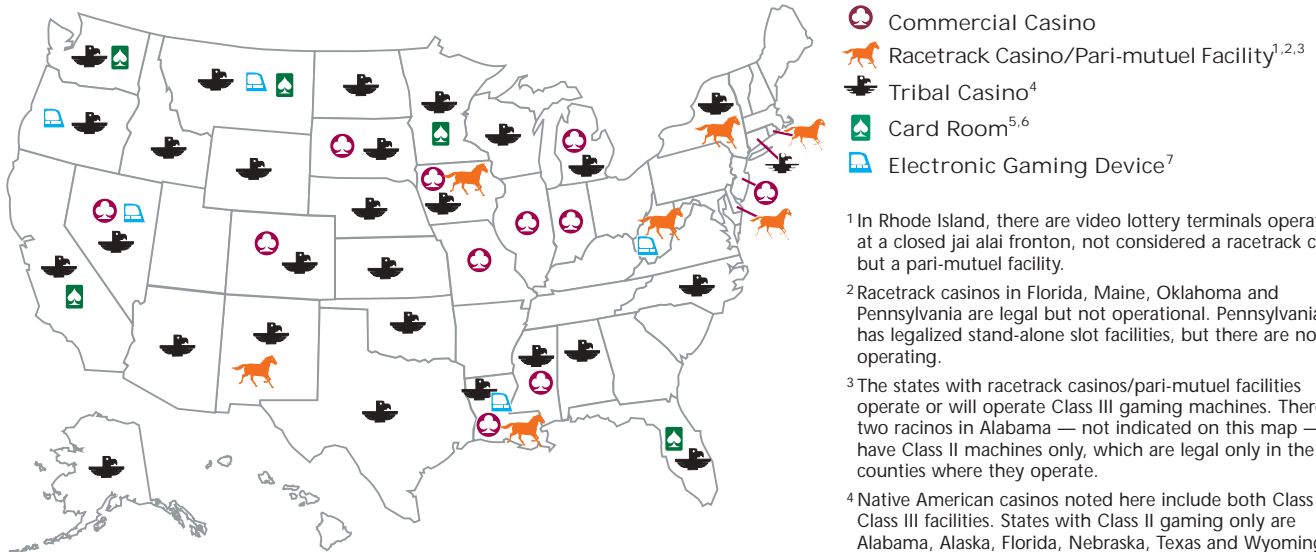 Commercial Casino
Racetrack Casino/Pari-mutuel Facility1,2,3
Tribal Casino4
Card Room5,6
Electronic Gaming Device7
1 In Rhode Island, there are video lottery terminals
at a closed jai alai fronton, not considered a racetrack
but a pari-mutuel facility.
2 Racetrack casinos in Florida, Maine, Oklahoma and
Pennsylvania are legal but not operational. Pennsylvania
has legalized stand-alone slot facilities, but there are
operating.
3 The states with racetrack casinos/pari-mutuel facilities
operate or will operate Class III gaming machines.
two racinos in Alabama — not indicated on this map —
have Class II machines only, which are legal only in the
counties where they operate.
4 Native American casinos noted here include both Class
Class III facilities. States with Class II gaming only are
Alabama, Alaska, Florida, Nebraska, Texas and